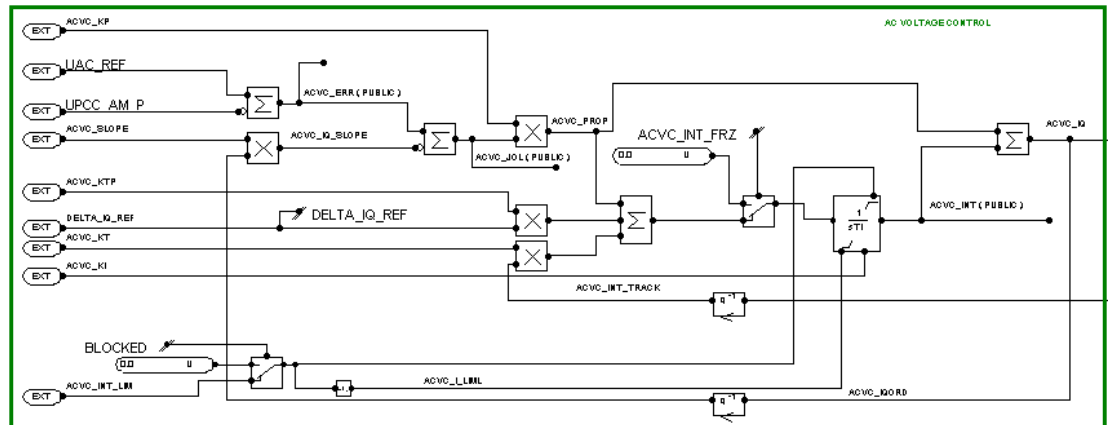 AC VOLTAGE CONTROL
EXT ACVC_KP
EXT UAC_REF
EXT UPCC_AM_P
EXT ACVC_SLOPE
ACVC_ERR(PUBLIC)
ACVC_IQ_SLOPE
Σ
Σ
ACVC_JOL(PUBLIC)
ACVC_PROP
ACVC_INT_FRZ
0.0 U
Σ
ACVC_IQ
EXT ACVC_KTP
EXT DELTA_IQ_REF
DELTA_IQ_REF
EXT ACVC_KT
EXT ACVC_KI
Σ
1
sTI
ACVC_INT(PUBLIC)
ACVC_INT_TRACK
BLOCKED
0.0 U
EXT ACVC_INT_LIM
ACVC_I_LIML
ACVC_IQORD